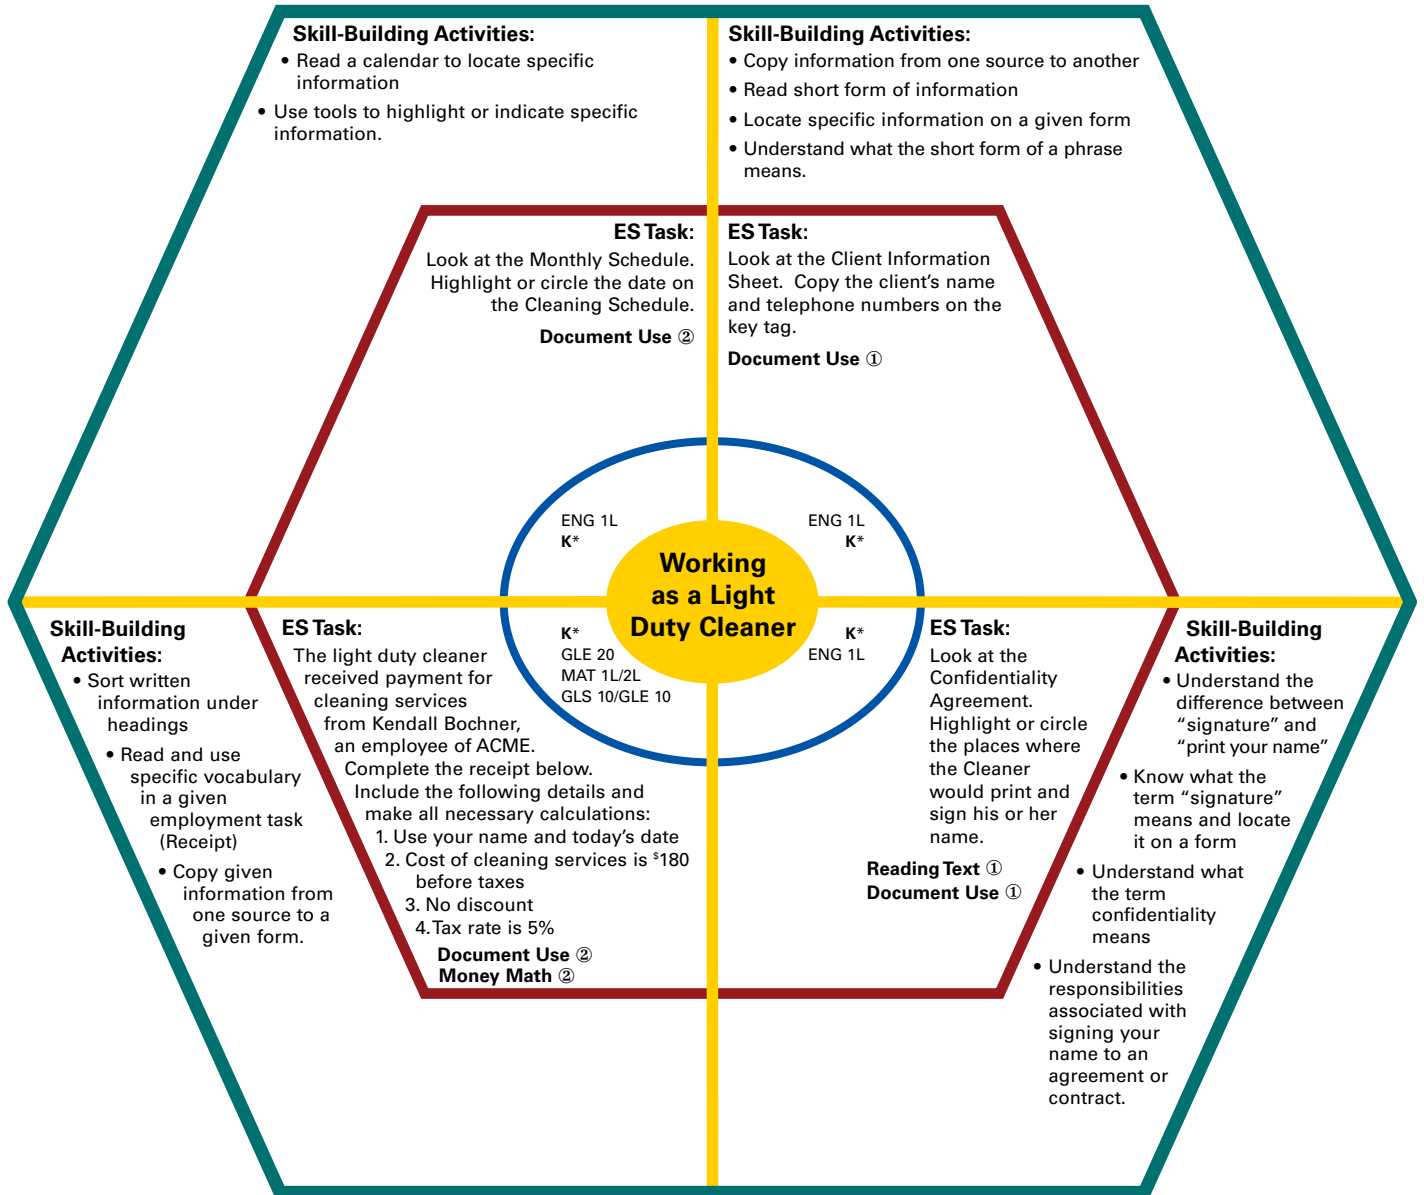 Skill-Building Activities:
• Read a calendar to locate specific
information
• Use tools to highlight or indicate specific
information.
Skill-Building Activities:
• Copy information from one source to another
• Read short form of information
• Locate specific information on a given form
• Understand what the short form of a phrase
means.
ES Task:
Look at the Monthly Schedule.
Highlight or circle the date on
the Cleaning Schedule.
Document Use ②
ES Task:
Look at the Client Information
Sheet. Copy the client's name
and telephone numbers on the
key tag.
Document Use ①
ENG 1L
K*
ENG 1L
K*
Working
as a Light
Duty Cleaner
K*
GLE 20
MAT 1L/2L
GLS 10/GLE 10
K*
ENG 1L
Skill-Building
Activities:
• Sort written
information under
headings
• Read and use
specific vocabulary
in a given
employment task
(Receipt)
• Copy given
information from
one source to a
given form.
ES Task:
The light duty cleaner
received payment for
cleaning services
from Kendall Bochner,
an employee of ACME.
Complete the receipt below.
Include the following details and
make all necessary calculations:
1. Use your name and today's date
2. Cost of cleaning services is $180
before taxes
3. No discount
4. Tax rate is 5%
Document Use ②
Money Math ②
ES Task:
Look at the
Confidentiality
Agreement.
Highlight or circle
the places where
the Cleaner
would print and
sign his or her
name.
Reading Text ①
Document Use ①
Skill-Building
Activities:
• Understand the
difference between
“signature” and
“print your name”
• Know what the
term “signature”
means and locate
it on a form
• Understand what
the term
confidentiality
means
• Understand the
responsibilities
associated with
signing your
name to an
agreement or
contract.